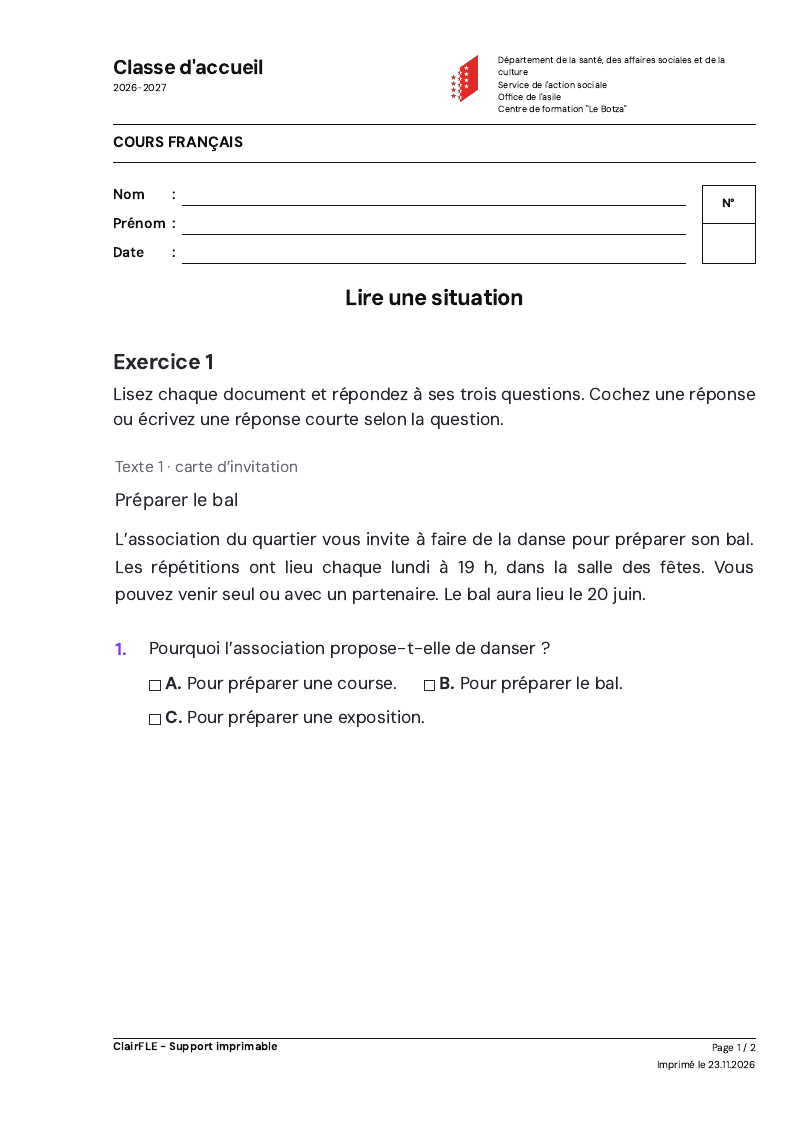 Classe d'accueil
2026-2027
Département de la santé, des affaires sociales et de la
culture
Service de l'action sociale
Office de l'asile
Centre de formation "Le Botza"
COURS FRANÇAIS
Nom :
Prénom :
Date :
N°
Lire une situation
Exercice 1
Lisez chaque document et répondez à ses trois questions. Cochez une réponse
ou écrivez une réponse courte selon la question.
Texte 1 · carte d’invitation
Préparer le bal
L’association du quartier vous invite à faire de la danse pour préparer son bal.
Les répétitions ont lieu chaque lundi à 19 h, dans la salle des fêtes. Vous
pouvez venir seul ou avec un partenaire. Le bal aura lieu le 20 juin.
1. Pourquoi l’association propose-t-elle de danser ?
A. Pour préparer une course. B. Pour préparer le bal.
C. Pour préparer une exposition.
ClairFLE - Support imprimable
Page 1 / 2
Imprimé le 23.11.2026